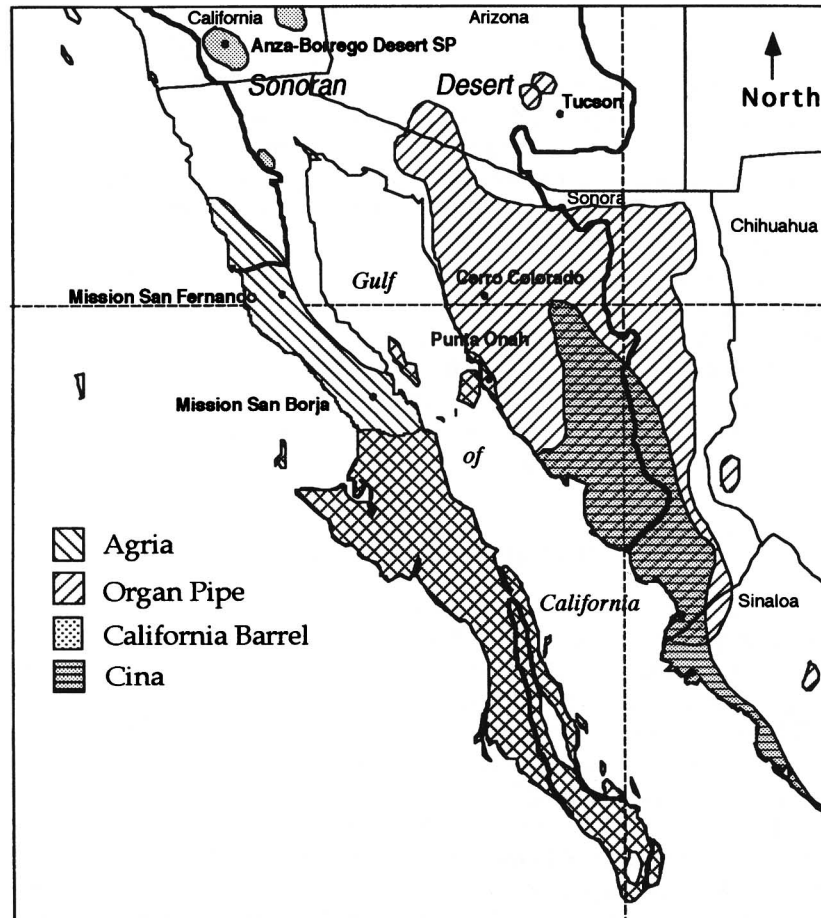 California
Arizona
Anza-Borrego Desert SP
Sonoran Desert
Tucson
North
Sonora
Chihuahua
Gulf
Cerro Colorado
Mission San Fernando
Punta Onah
Mission San Borja
of
Agria
Organ Pipe
California
Sinaloa
California Barrel
Cina